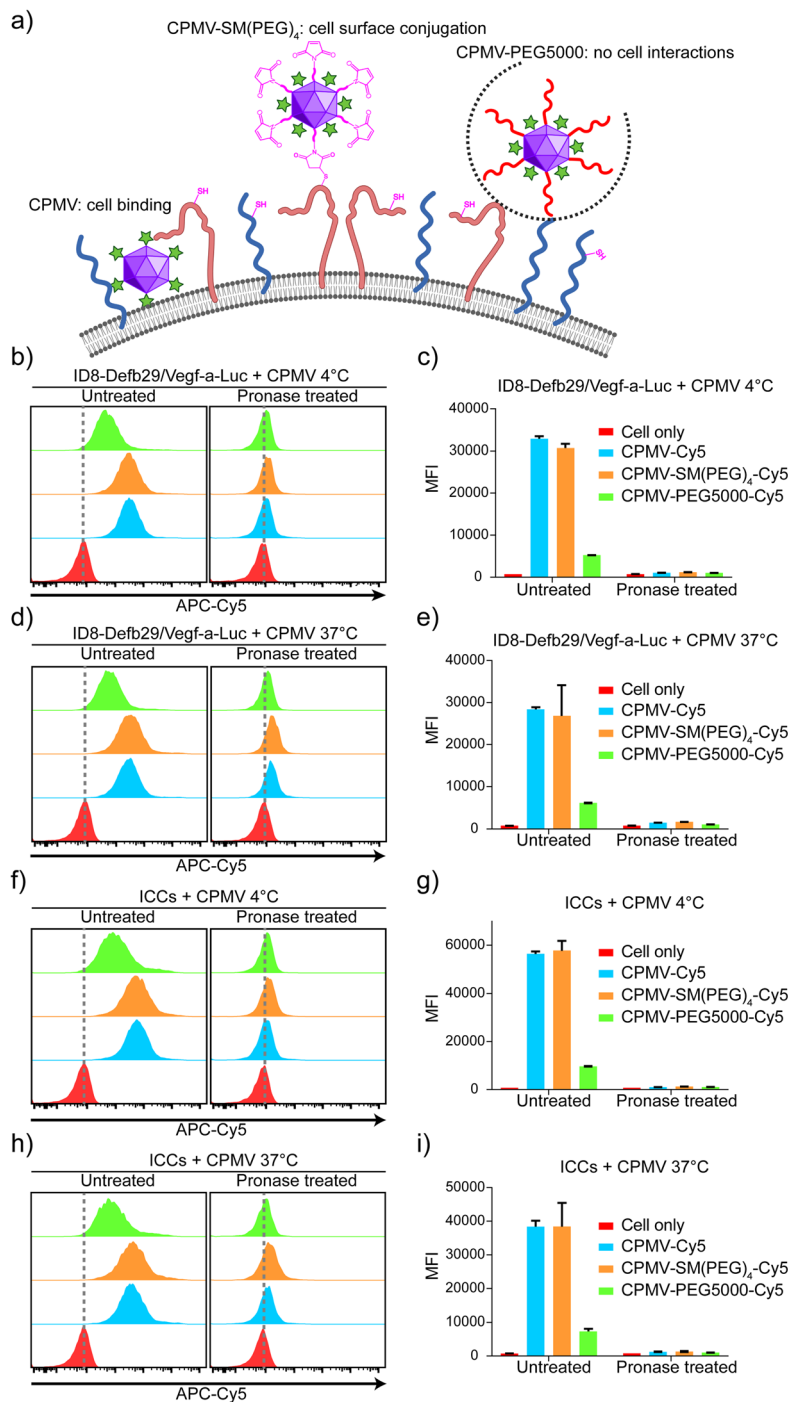 a)
CPMV-SM(PEG)4: cell surface conjugation
CPMV-PEG5000: no cell interactions
CPMV: cell binding
SH
SH
S
SH
SH
SH
b)
ID8-Defb29/Vegf-a-Luc + CPMV 4°C
Untreated
Pronase treated
APC-Cy5
c)
ID8-Defb29/Vegf-a-Luc + CPMV 4°C
MFI
40000
30000
20000
10000
0
Cell only
CPMV-Cy5
CPMV-SM(PEG)4-Cy5
CPMV-PEG5000-Cy5
Untreated
Pronase treated
d)
ID8-Defb29/Vegf-a-Luc + CPMV 37°C
Untreated
Pronase treated
APC-Cy5
e)
ID8-Defb29/Vegf-a-Luc + CPMV 37°C
MFI
40000
30000
20000
10000
0
Cell only
CPMV-Cy5
CPMV-SM(PEG)4-Cy5
CPMV-PEG5000-Cy5
Untreated
Pronase treated
f)
ICCs + CPMV 4°C
Untreated
Pronase treated
APC-Cy5
g)
ICCs + CPMV 4°C
MFI
60000
40000
20000
0
Cell only
CPMV-Cy5
CPMV-SM(PEG)4-Cy5
CPMV-PEG5000-Cy5
Untreated
Pronase treated
h)
ICCs + CPMV 37°C
Untreated
Pronase treated
APC-Cy5
i)
ICCs + CPMV 37°C
MFI
50000
40000
30000
20000
10000
0
Cell only
CPMV-Cy5
CPMV-SM(PEG)4-Cy5
CPMV-PEG5000-Cy5
Untreated
Pronase treated